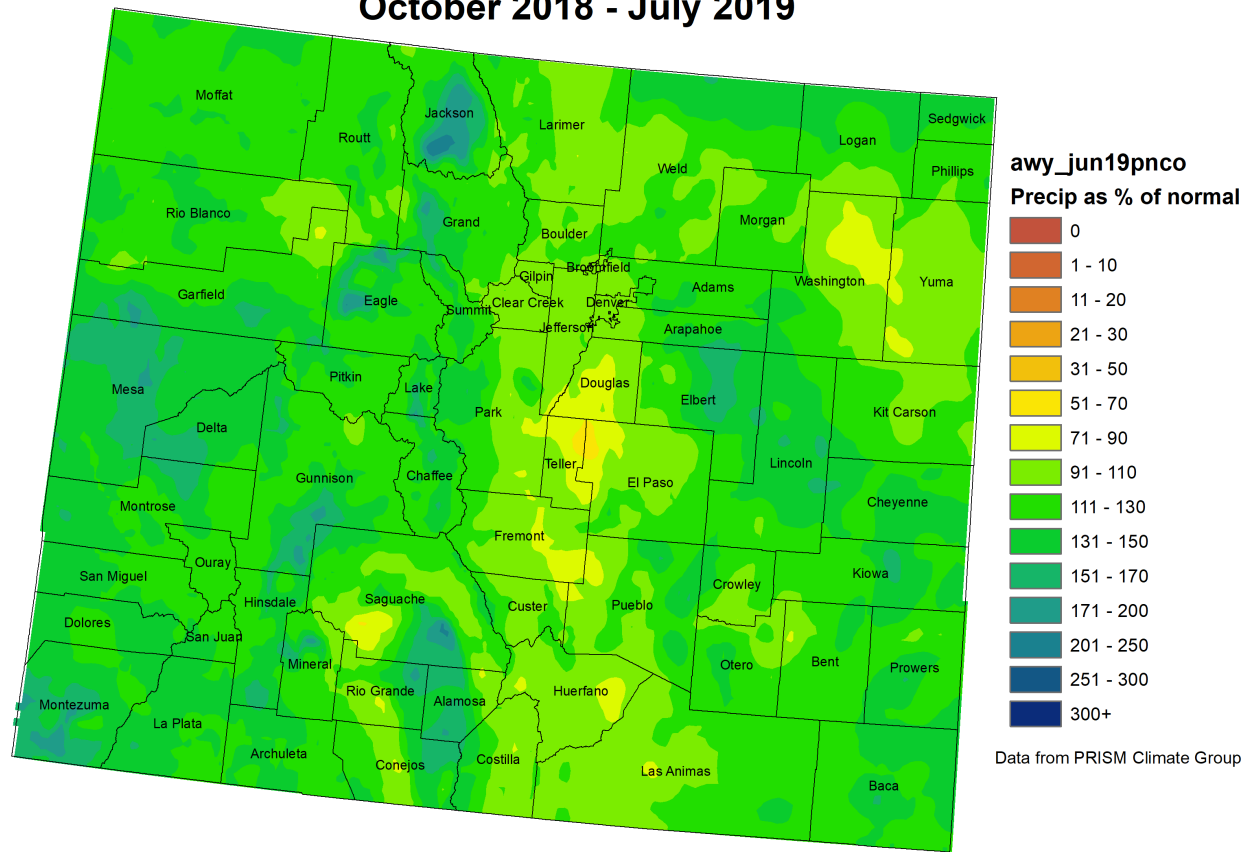 October 2018 - July 2019
Moffat
Routt
Jackson
Larimer
Weld
Logan
Sedgwick
Phillips
Rio Blanco
Grand
Boulder
Morgan
Broomfield
Gilpin
Washington
Yuma
Garfield
Eagle
Summit
Clear Creek
Denver
Adams
Jefferson
Arapahoe
Mesa
Pitkin
Lake
Park
Douglas
Elbert
Kit Carson
Delta
Gunnison
Chaffee
Teller
El Paso
Lincoln
Cheyenne
Montrose
Fremont
Ouray
San Miguel
Hinsdale
Saguache
Custer
Pueblo
Crowley
Kiowa
Dolores
San Juan
Mineral
Rio Grande
Alamosa
Huerfano
Otero
Bent
Prowers
Montezuma
La Plata
Archuleta
Conejos
Costilla
Las Animas
Baca
awy_jun19pnco
Precip as % of normal
0
1 - 10
11 - 20
21 - 30
31 - 50
51 - 70
71 - 90
91 - 110
111 - 130
131 - 150
151 - 170
171 - 200
201 - 250
251 - 300
300+
Data from PRISM Climate Group